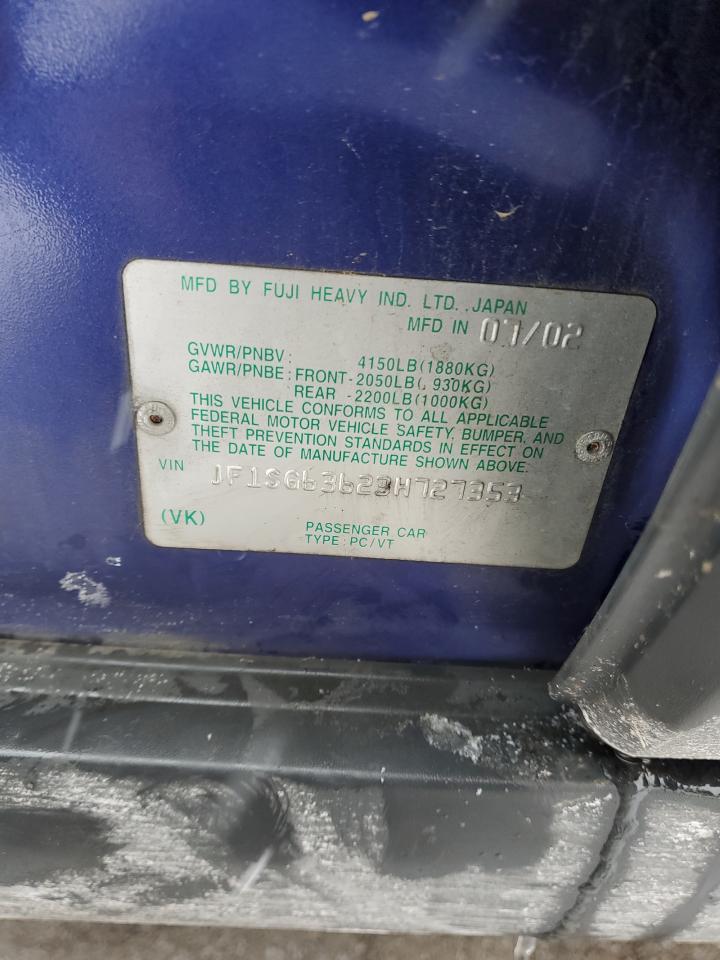 MFD BY FUJI HEAVY IND. LTD., JAPAN
MFD IN 07/02
GVWR/PNBV: 4150LB(1880KG)
GAWR/PNBE: FRONT-2050LB( 930KG)
REAR -2200LB(1000KG)
THIS VEHICLE CONFORMS TO ALL APPLICABLE
FEDERAL MOTOR VEHICLE SAFETY, BUMPER, AND
THEFT PREVENTION STANDARDS IN EFFECT ON
THE DATE OF MANUFACTURE SHOWN ABOVE.
VIN JF1SG63623H727353
(VK)
PASSENGER CAR
TYPE: PC/VT